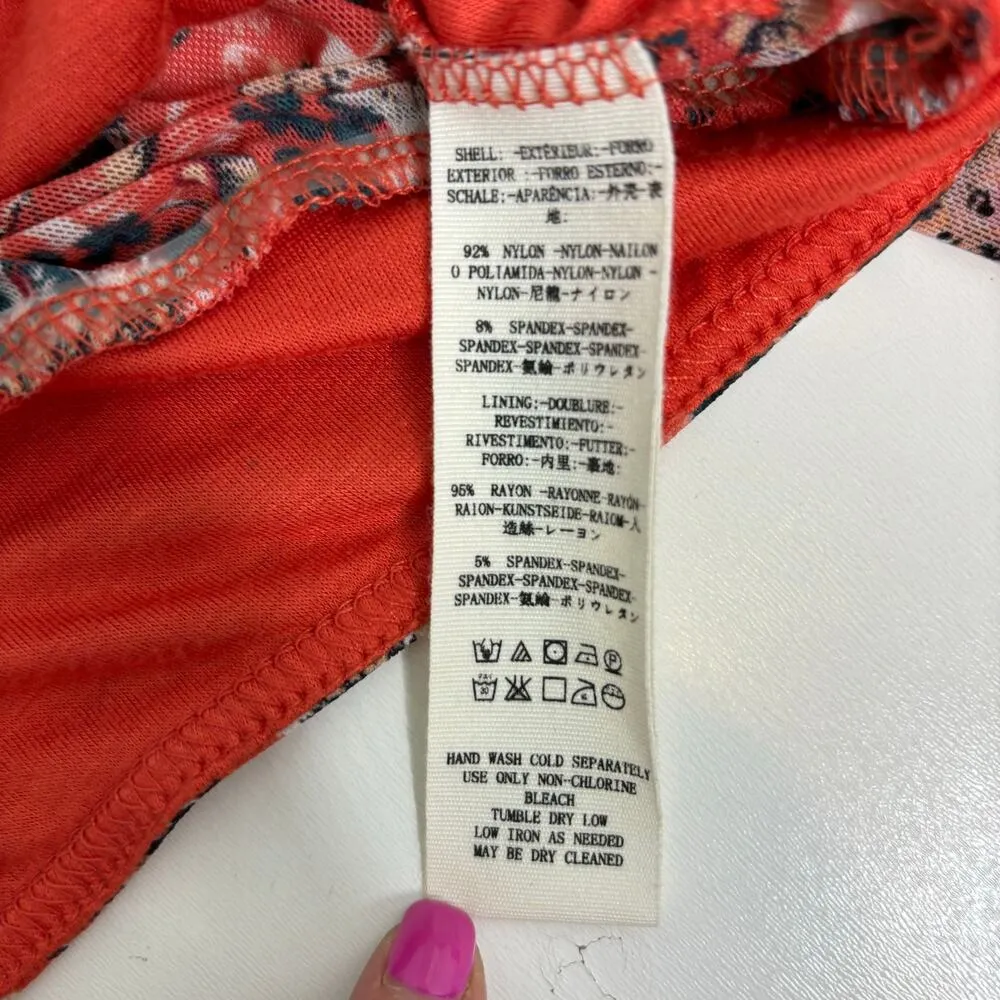 SHELL: -EXTÉRIEUR:-FORRO
EXTERIOR :-FORRO ESTERNO:-
SCHALE:-APARÊNCIA:-外壳-表
地:
92% NYLON -NYLON-NAILON
O POLIAMIDA-NYLON-NYLON -
NYLON-尼龍-ナイロン
8% SPANDEX-SPANDEX-
SPANDEX-SPANDEX-SPANDEX-
SPANDEX-氨綸-ポリウレタン
LINING:-DOUBLURE:-
REVESTIMIENTO:-
RIVESTIMENTO:-FUTTER:-
FORRO:-内里:-裏地:
95% RAYON -RAYONNE-RAYÓN-
RAION-KUNSTSEIDE-RAIOM-人
造絲-レーヨン
5% SPANDEX-SPANDEX-
SPANDEX-SPANDEX-SPANDEX-
SPANDEX-氨綸-ポリウレタン
P
30
HAND WASH COLD SEPARATELY
USE ONLY NON-CHLORINE
BLEACH
TUMBLE DRY LOW
LOW IRON AS NEEDED
MAY BE DRY CLEANED